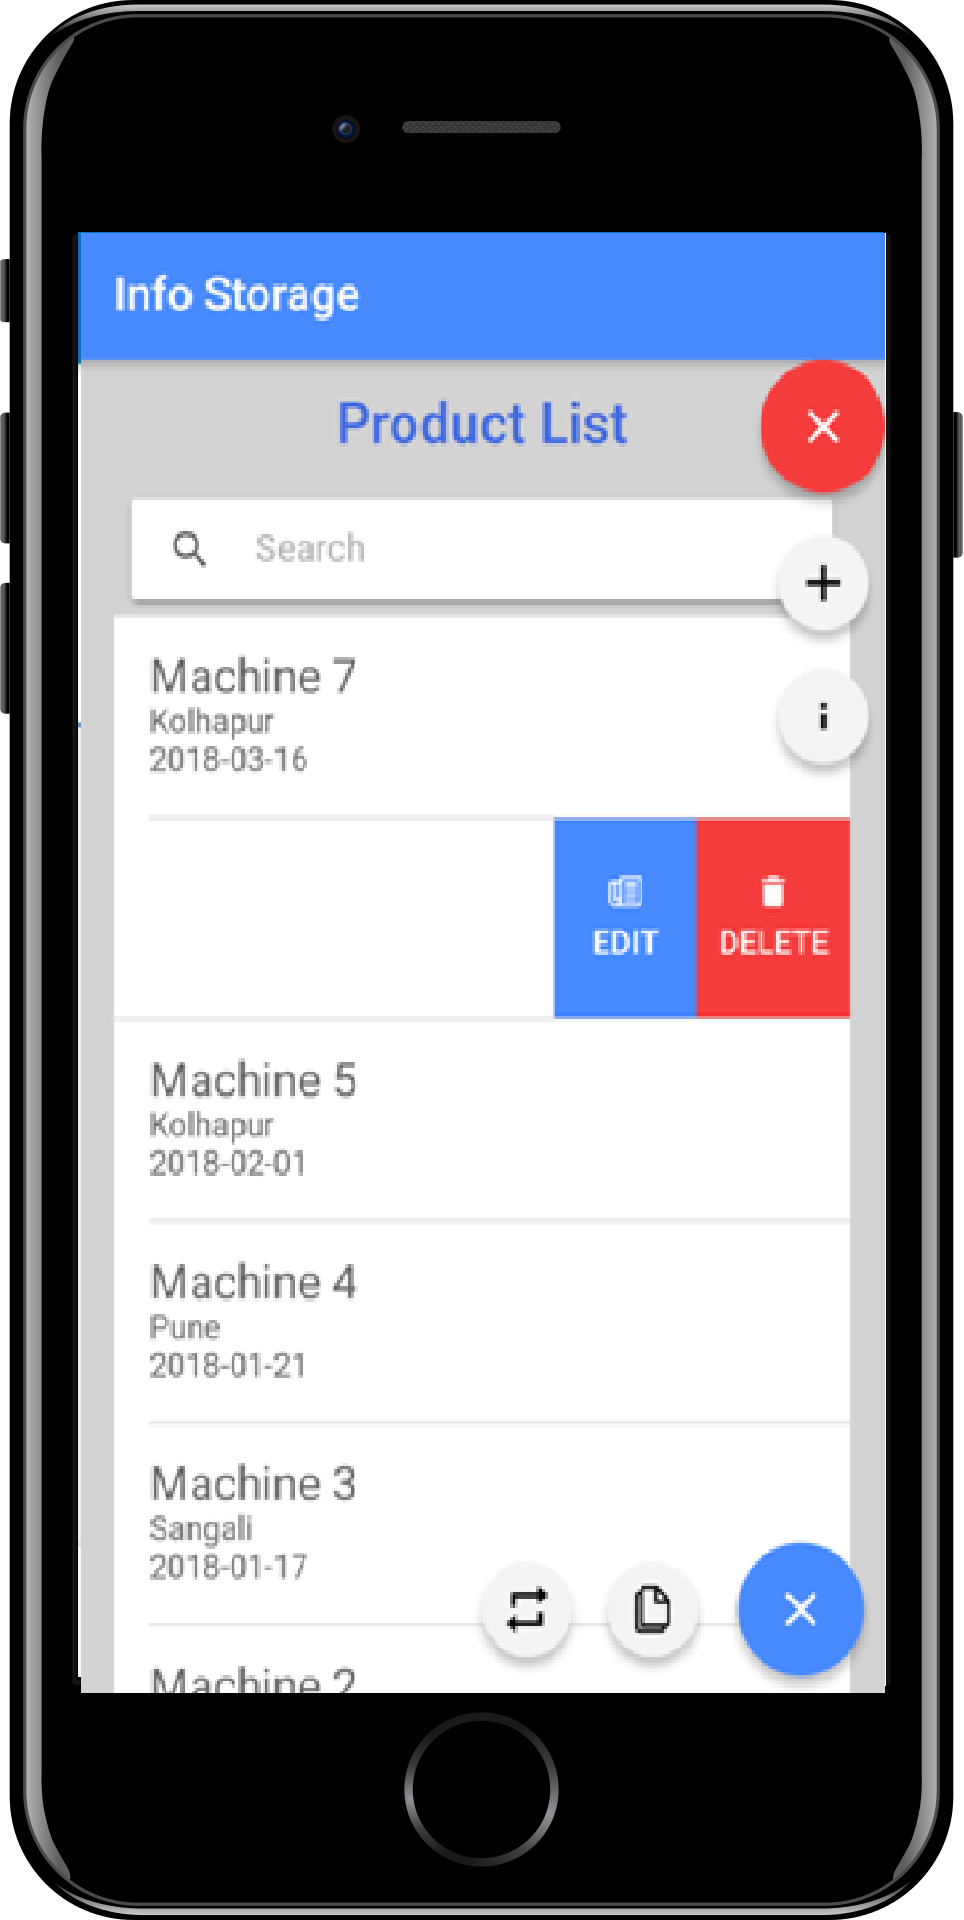 Info Storage
Product List
Search
Machine 7
Kolhapur
2018-03-16
EDIT DELETE
Machine 5
Kolhapur
2018-02-01
Machine 4
Pune
2018-01-21
Machine 3
Sangali
2018-01-17
Machine 2